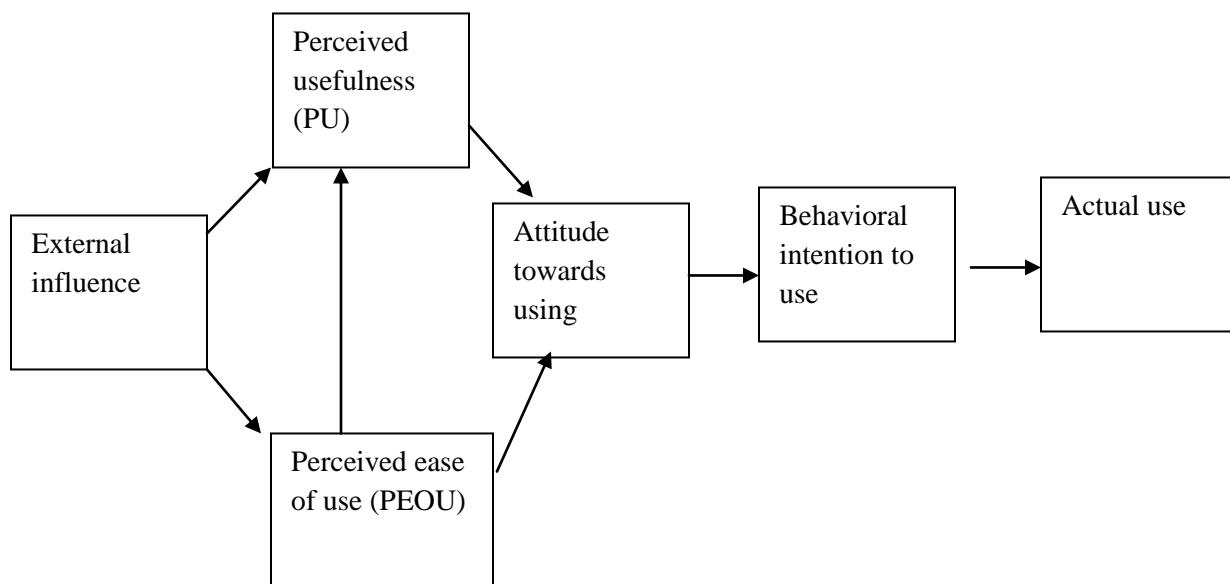 Perceived
usefulness
(PU)
External
influence
Attitude
towards
using
Behavioral
intention to
use
Actual use
Perceived ease
of use (PEOU)